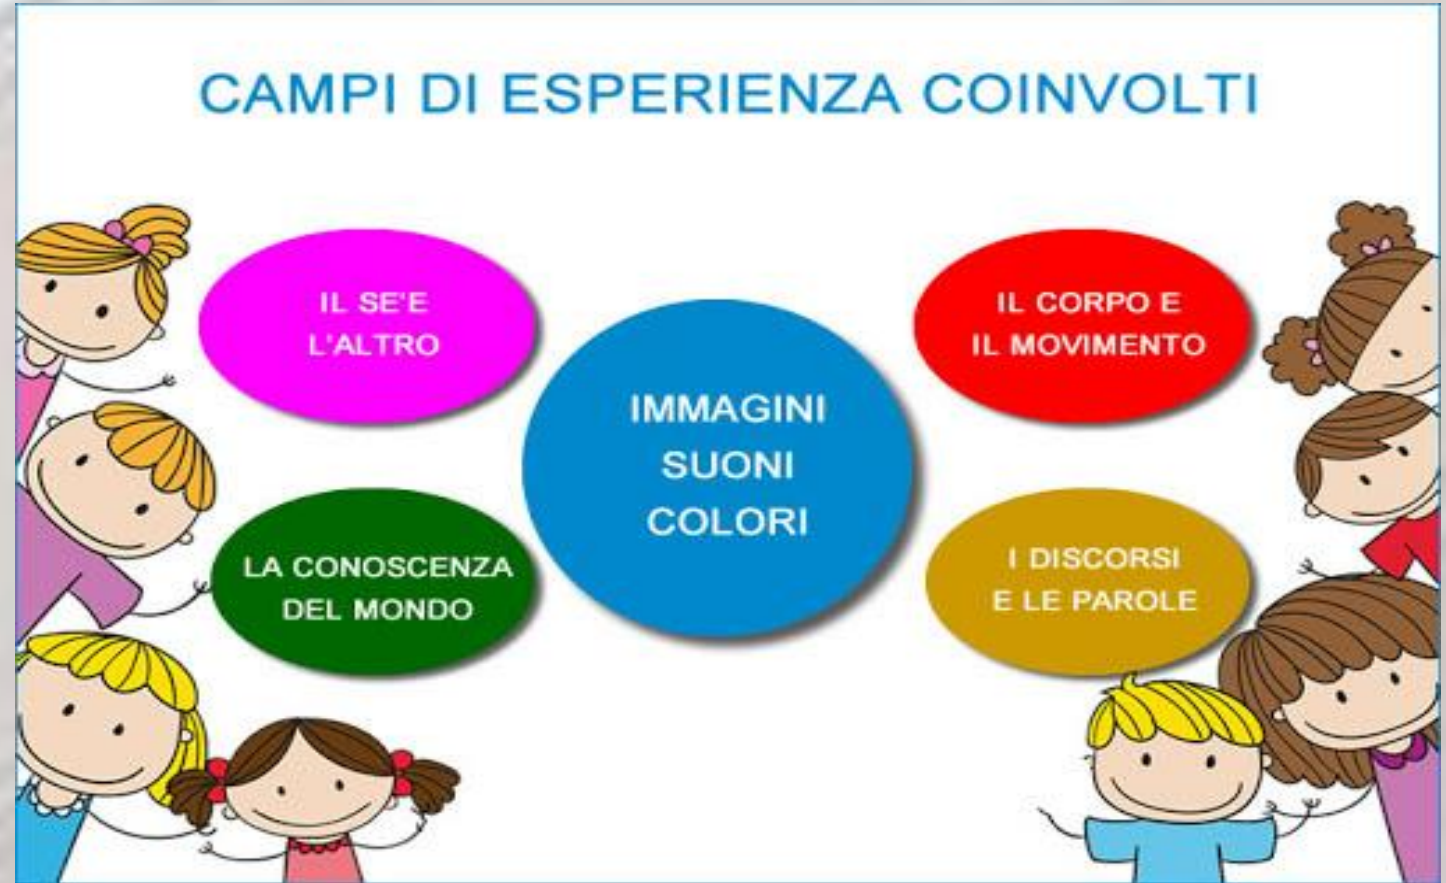 CAMPI DI ESPERIENZA COINVOLTI
IL SE'E
L'ALTRO
IL CORPO E
IL MOVIMENTO
IMMAGINI
SUONI
COLORI
LA CONOSCENZA
DEL MONDO
I DISCORSI
E LE PAROLE